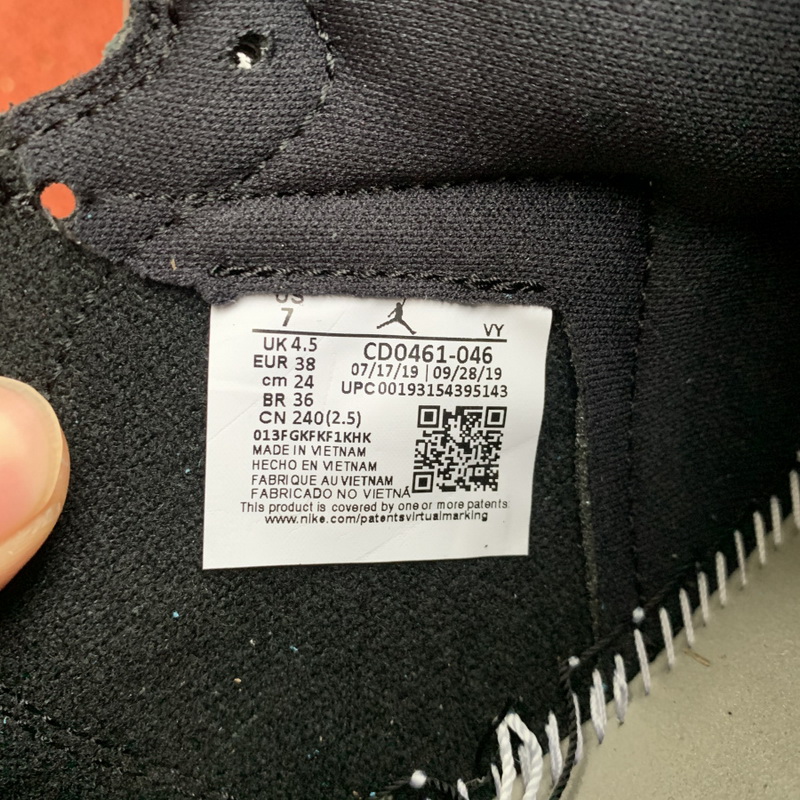 US
7
VY
UK 4.5
EUR 38
cm 24
BR 36
CN 240(2.5)
CD0461-046
07/17/19 | 09/28/19
UPC00193154395143
013FGKFKF1KHK
MADE IN VIETNAM
HECHO EN VIETNAM
FABRIQUE AU VIETNAM
FABRICADO NO VIETNÃ
This product is covered by one or more patents
www.nike.com/patentsvirtualmarking